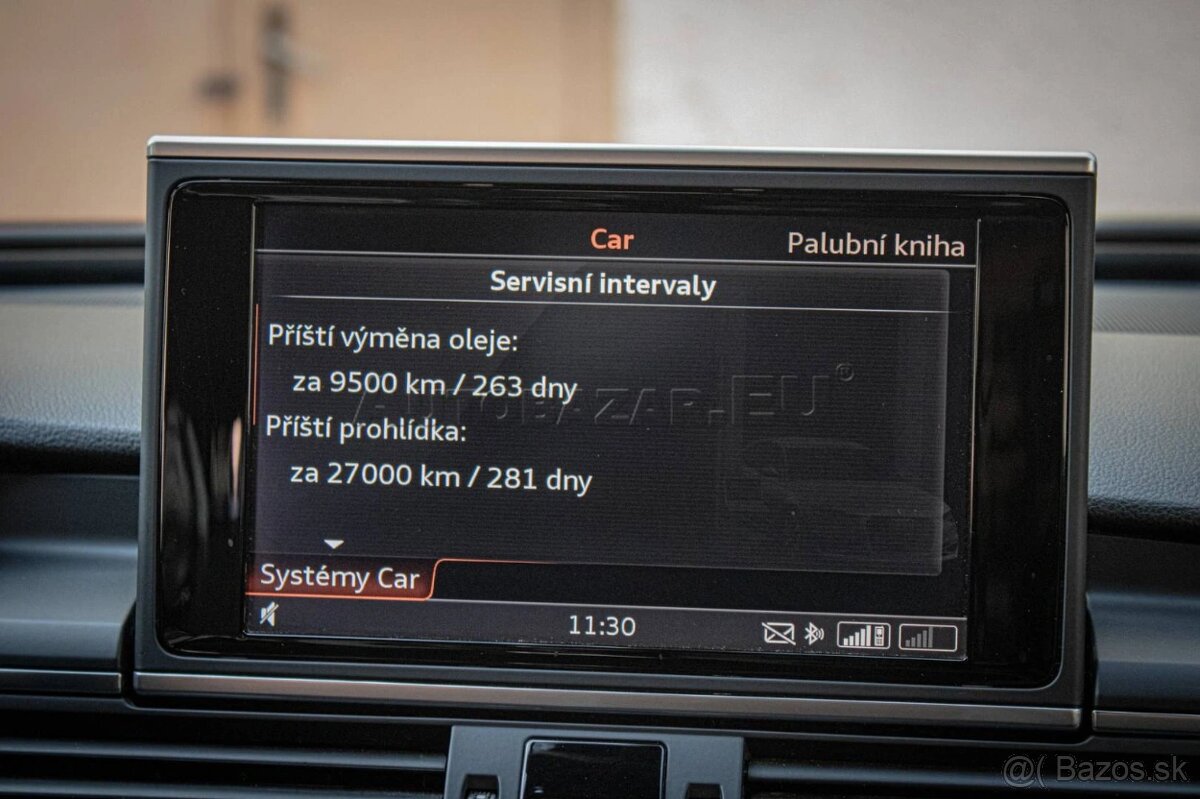 Car
Palubní kniha
Servisní intervaly
Příští výměna oleje:
za 9500 km / 263 dny
AUTOBAZAR.EU®
Příští prohlídka:
za 27000 km / 281 dny
Systémy Car
11:30
@( Bazos.sk